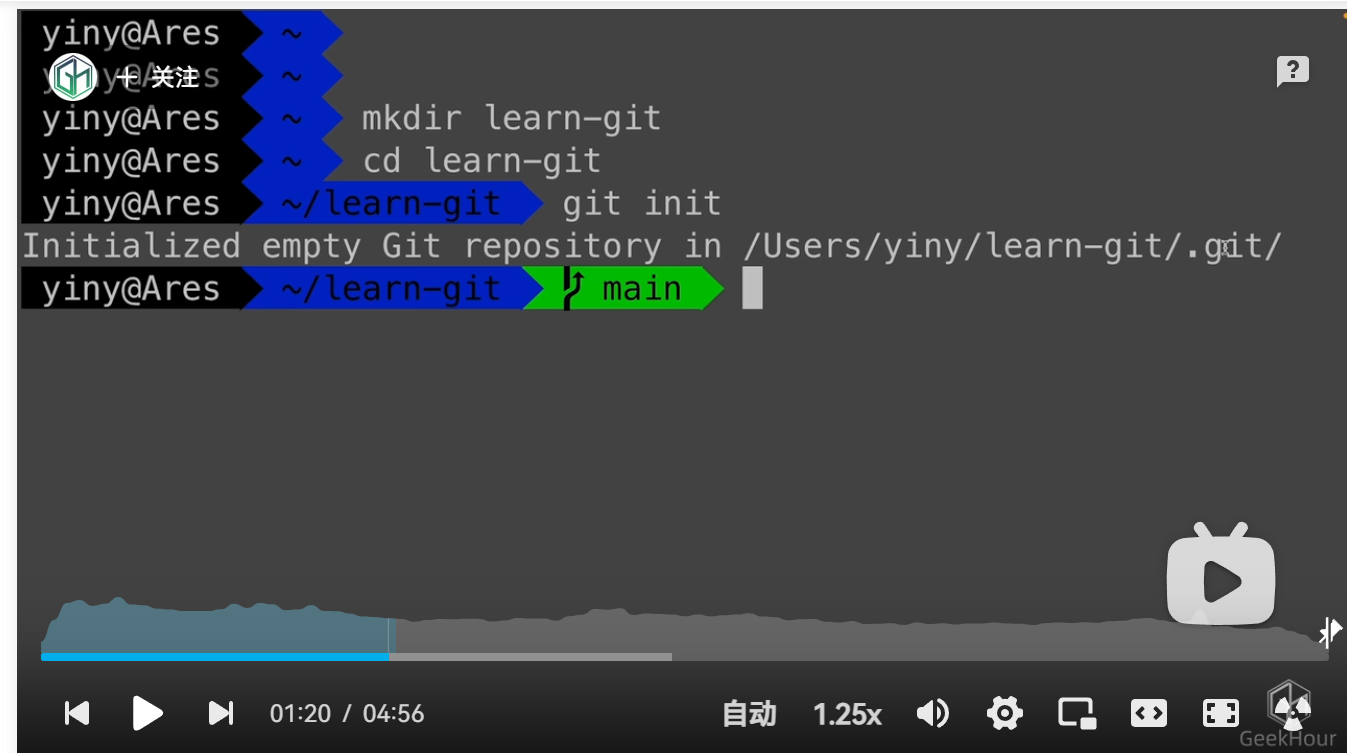 yiny@Ares ~
yiny@Ares ~
+ 关注
yiny@Ares ~ mkdir learn-git
yiny@Ares ~ cd learn-git
yiny@Ares ~/learn-git git init
Initialized empty Git repository in /Users/yiny/learn-git/.git/
yiny@Ares ~/learn-git main
01:20 / 04:56 自动 1.25x
GeekHour